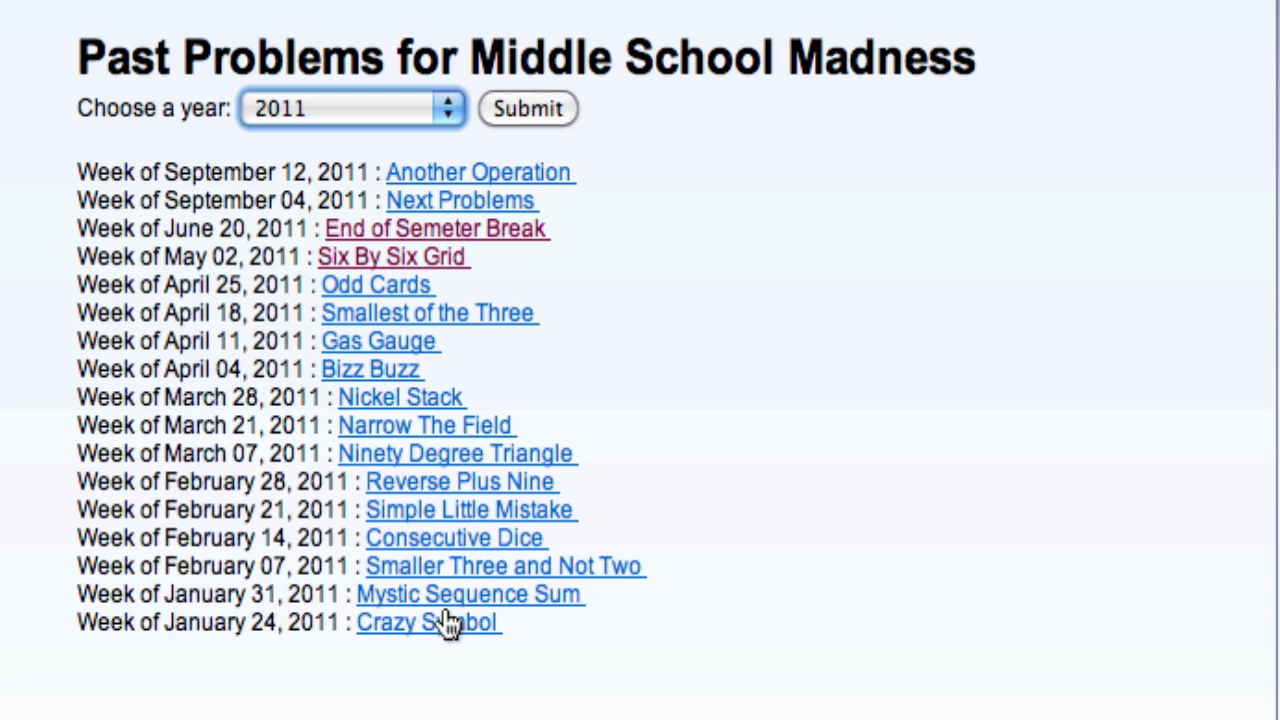 Past Problems for Middle School Madness
Choose a year: 2011 Submit
Week of September 12, 2011 : Another Operation
Week of September 04, 2011 : Next Problems
Week of June 20, 2011 : End of Semeter Break
Week of May 02, 2011 : Six By Six Grid
Week of April 25, 2011 : Odd Cards
Week of April 18, 2011 : Smallest of the Three
Week of April 11, 2011 : Gas Gauge
Week of April 04, 2011 : Bizz Buzz
Week of March 28, 2011 : Nickel Stack
Week of March 21, 2011 : Narrow The Field
Week of March 07, 2011 : Ninety Degree Triangle
Week of February 28, 2011 : Reverse Plus Nine
Week of February 21, 2011 : Simple Little Mistake
Week of February 14, 2011 : Consecutive Dice
Week of February 07, 2011 : Smaller Three and Not Two
Week of January 31, 2011 : Mystic Sequence Sum
Week of January 24, 2011 : Crazy Symbol